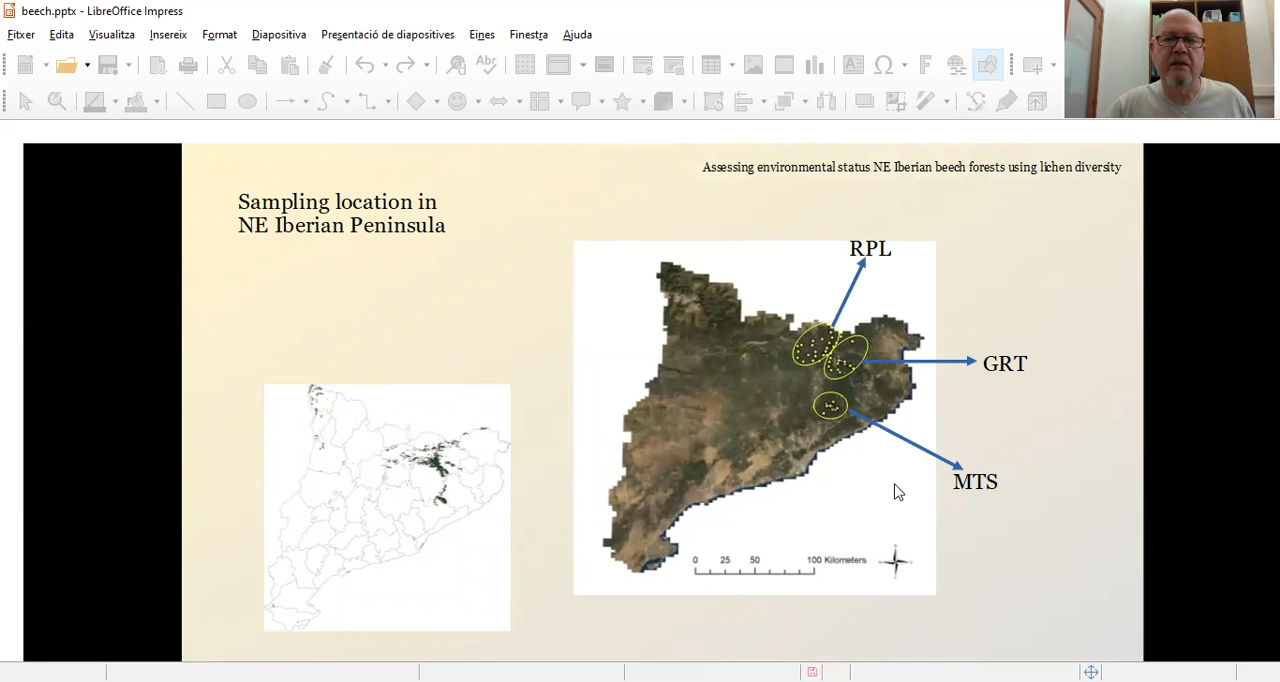 beech.pptx - LibreOffice Impress
Fitxer Edita Visualitza Insereix Format Diapositiva Presentació de diapositives Eines Finestra Ajuda
Abc
Assessing environmental status NE Iberian beech forests using lichen diversity
Sampling location in
NE Iberian Peninsula
RPL
GRT
MTS
0 25 50 100 Kilometers